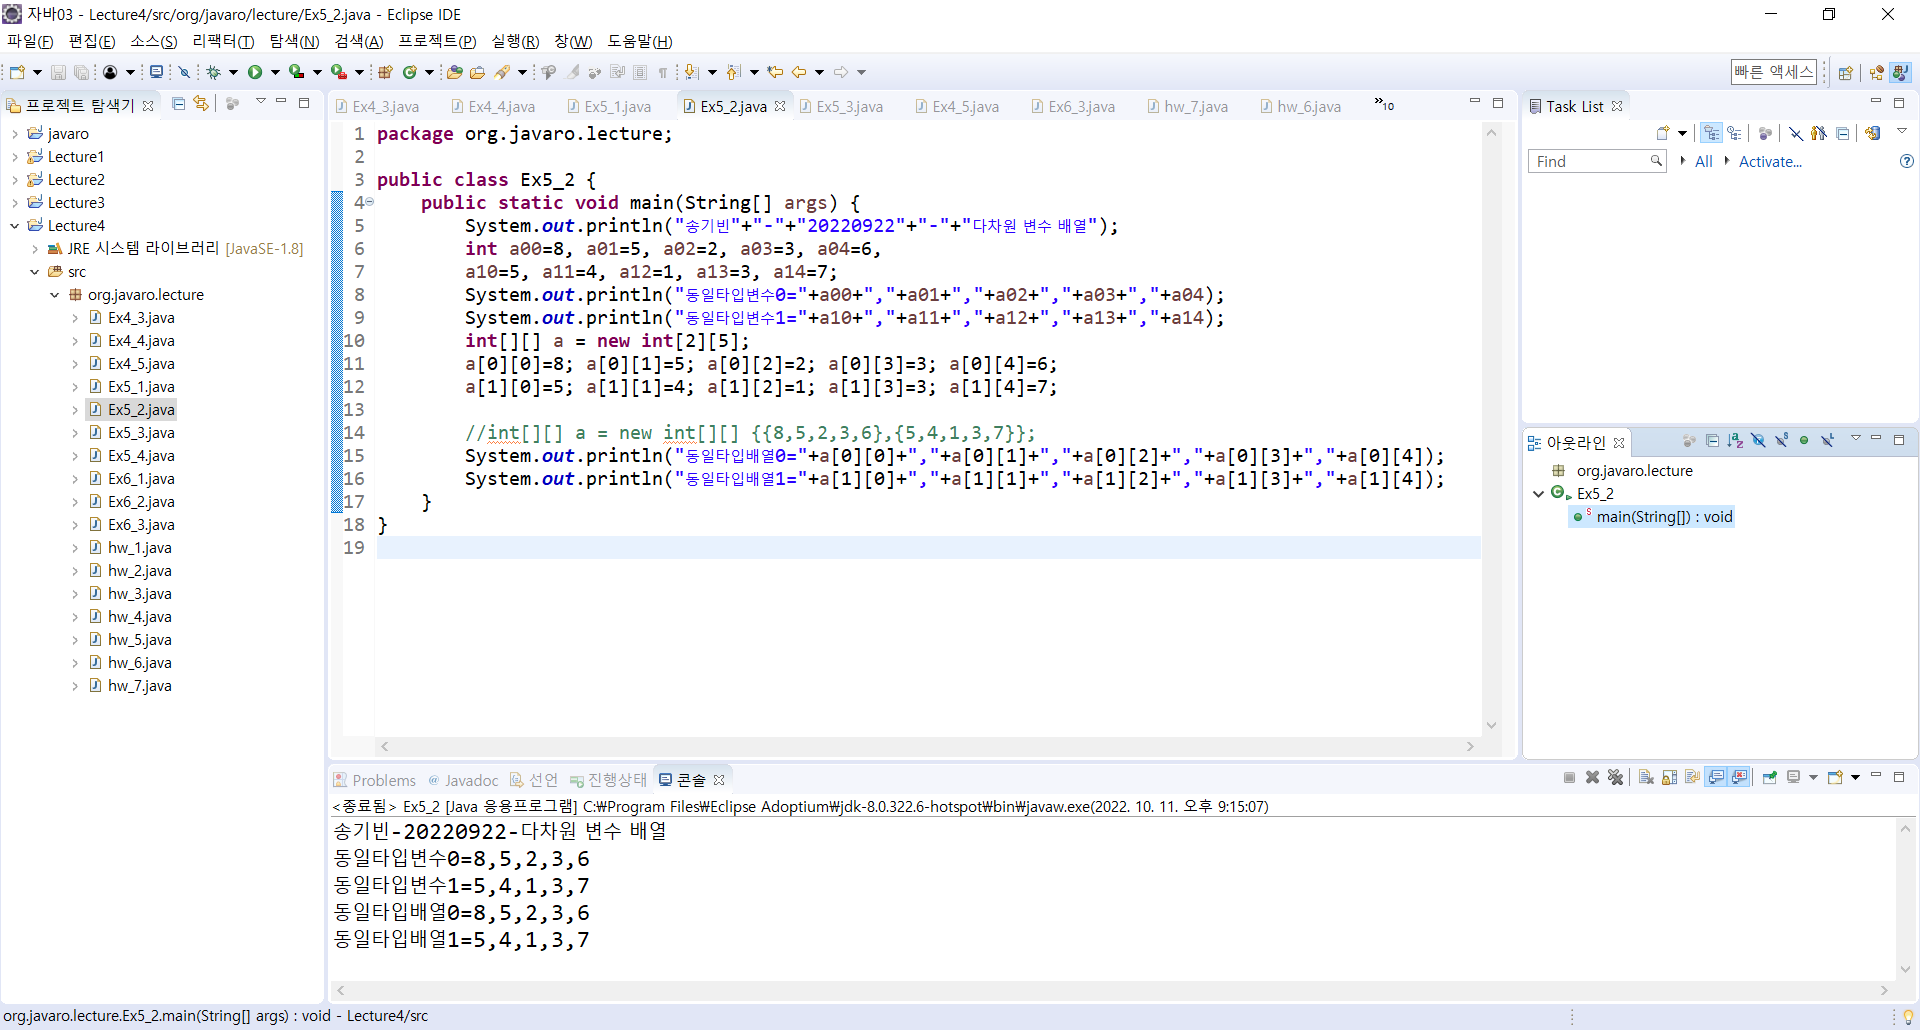 자바03 - Lecture4/src/org/javaro/lecture/Ex5_2.java - Eclipse IDE
파일(F) 편집(E) 소스(S) 리팩터(T) 탐색(N) 검색(A) 프로젝트(P) 실행(R) 창(W) 도움말(H)
빠른 액세스
프로젝트 탐색기
javaro
Lecture1
Lecture2
Lecture3
Lecture4
JRE 시스템 라이브러리 [JavaSE-1.8]
src
org.javaro.lecture
Ex4_3.java
Ex4_4.java
Ex4_5.java
Ex5_1.java
Ex5_2.java
Ex5_3.java
Ex5_4.java
Ex6_1.java
Ex6_2.java
Ex6_3.java
hw_1.java
hw_2.java
hw_3.java
hw_4.java
hw_5.java
hw_6.java
hw_7.java
Ex4_3.java Ex4_4.java Ex5_1.java Ex5_2.java Ex5_3.java Ex4_5.java Ex6_3.java hw_7.java hw_6.java »10
1 package org.javaro.lecture;
2
3 public class Ex5_2 {
4 public static void main(String[] args) {
5 System.out.println("송기빈"+"-"+"20220922"+"-"+"다차원 변수 배열");
6 int a00=8, a01=5, a02=2, a03=3, a04=6,
7 a10=5, a11=4, a12=1, a13=3, a14=7;
8 System.out.println("동일타입변수0="+a00+","+a01+","+a02+","+a03+","+a04);
9 System.out.println("동일타입변수1="+a10+","+a11+","+a12+","+a13+","+a14);
10 int[][] a = new int[2][5];
11 a[0][0]=8; a[0][1]=5; a[0][2]=2; a[0][3]=3; a[0][4]=6;
12 a[1][0]=5; a[1][1]=4; a[1][2]=1; a[1][3]=3; a[1][4]=7;
13
14 //int[][] a = new int[][] {{8,5,2,3,6},{5,4,1,3,7}};
15 System.out.println("동일타입배열0="+a[0][0]+","+a[0][1]+","+a[0][2]+","+a[0][3]+","+a[0][4]);
16 System.out.println("동일타입배열1="+a[1][0]+","+a[1][1]+","+a[1][2]+","+a[1][3]+","+a[1][4]);
17 }
18 }
19
Task List
Find All Activate...
아웃라인
org.javaro.lecture
Ex5_2
main(String[]) : void
Problems @ Javadoc 선언 진행상태 콘솔
<종료됨> Ex5_2 [Java 응용프로그램] C:₩Program Files₩Eclipse Adoptium₩jdk-8.0.322.6-hotspot₩bin₩javaw.exe(2022. 10. 11. 오후 9:15:07)
송기빈-20220922-다차원 변수 배열
동일타입변수0=8,5,2,3,6
동일타입변수1=5,4,1,3,7
동일타입배열0=8,5,2,3,6
동일타입배열1=5,4,1,3,7
org.javaro.lecture.Ex5_2.main(String[] args) : void - Lecture4/src